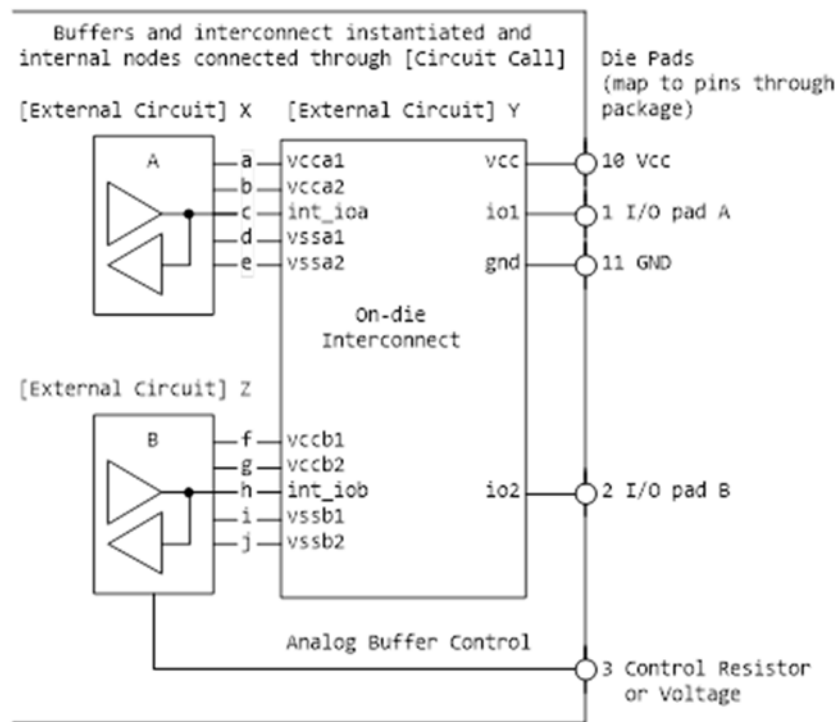 Buffers and interconnect instantiated and
internal nodes connected through [Circuit Call]
Die Pads
(map to pins through
package)
[External Circuit] X
[External Circuit] Y
A
a
vcca1
vcc
10 Vcc
b
vcca2
c
int_ioa
io1
1 I/O pad A
d
vssa1
e
vssa2
gnd
11 GND
On-die
Interconnect
[External Circuit] Z
B
f
vccb1
g
vccb2
h
int_iob
io2
2 I/O pad B
i
vssb1
j
vssb2
Analog Buffer Control
3 Control Resistor
or Voltage